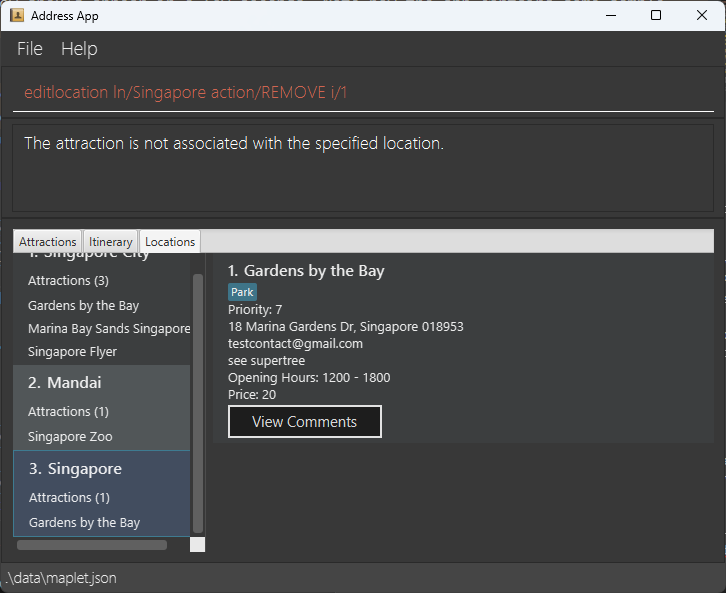 Address App
File Help
editlocation ln/Singapore action/REMOVE i/1
The attraction is not associated with the specified location.
Attractions Itinerary Locations
1. Singapore City
Attractions (3)
Gardens by the Bay
Marina Bay Sands Singapore
Singapore Flyer
2. Mandai
Attractions (1)
Singapore Zoo
3. Singapore
Attractions (1)
Gardens by the Bay
1. Gardens by the Bay
Park
Priority: 7
18 Marina Gardens Dr, Singapore 018953
testcontact@gmail.com
see supertree
Opening Hours: 1200 - 1800
Price: 20
View Comments
.\data\maplet.json